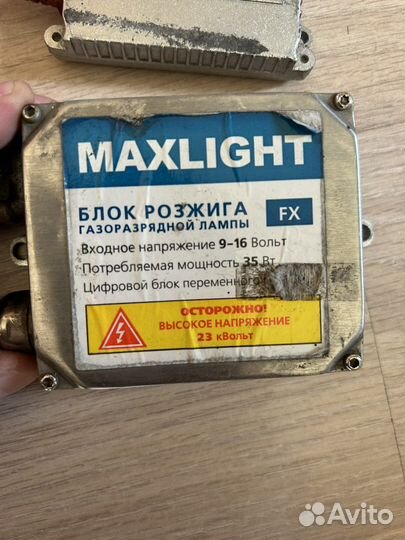 MAXLIGHT
БЛОК РОЗЖИГА
ГАЗОРАЗРЯДНОЙ ЛАМПЫ
FX
Входное напряжение 9-16 Вольт
Потребляемая мощность 35 Вт
Цифровой блок переменного
ОСТОРОЖНО!
ВЫСОКОЕ НАПРЯЖЕНИЕ
23 кВольт
Avito